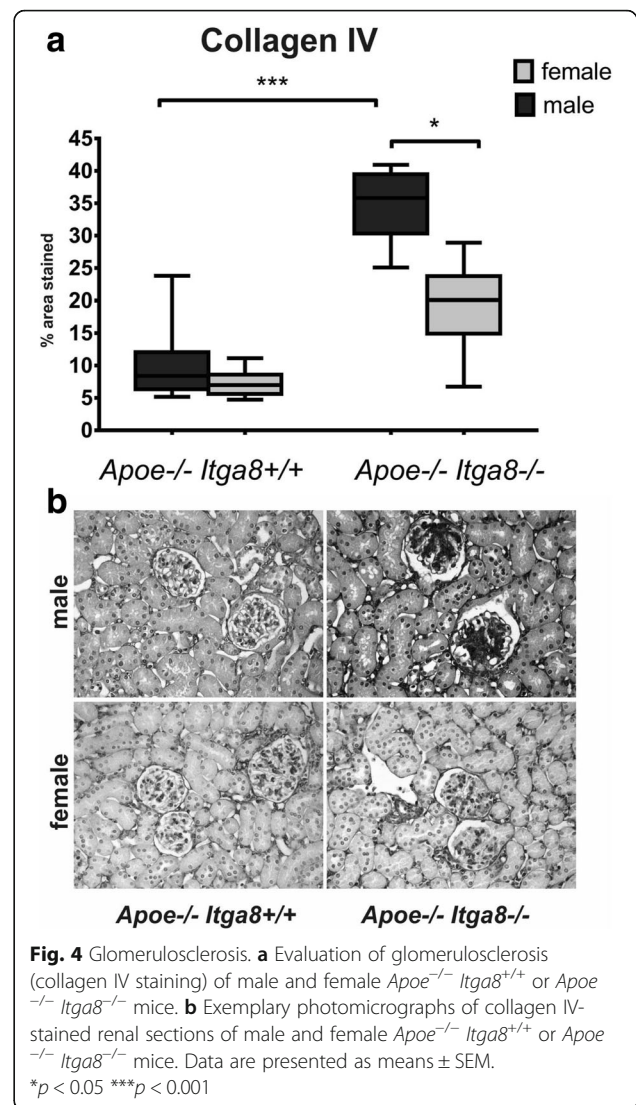 a
Collagen IV
female
male
***
*
% area stained
45
40
35
30
25
20
15
10
5
0
Apoe-/- Itga8+/+
Apoe-/- Itga8-/-
b
male
female
Apoe-/- Itga8+/+
Apoe-/- Itga8-/-
Fig. 4 Glomerulosclerosis. a Evaluation of glomerulosclerosis
(collagen IV staining) of male and female Apoe−/− Itga8+/+ or Apoe
−/− Itga8−/− mice. b Exemplary photomicrographs of collagen IV-
stained renal sections of male and female Apoe−/− Itga8+/+ or Apoe
−/− Itga8−/− mice. Data are presented as means ± SEM.
*p < 0.05 ***p < 0.001